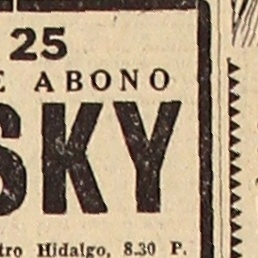 25
E ABONO
SKY
tro Hidalgo, 8.30 P.